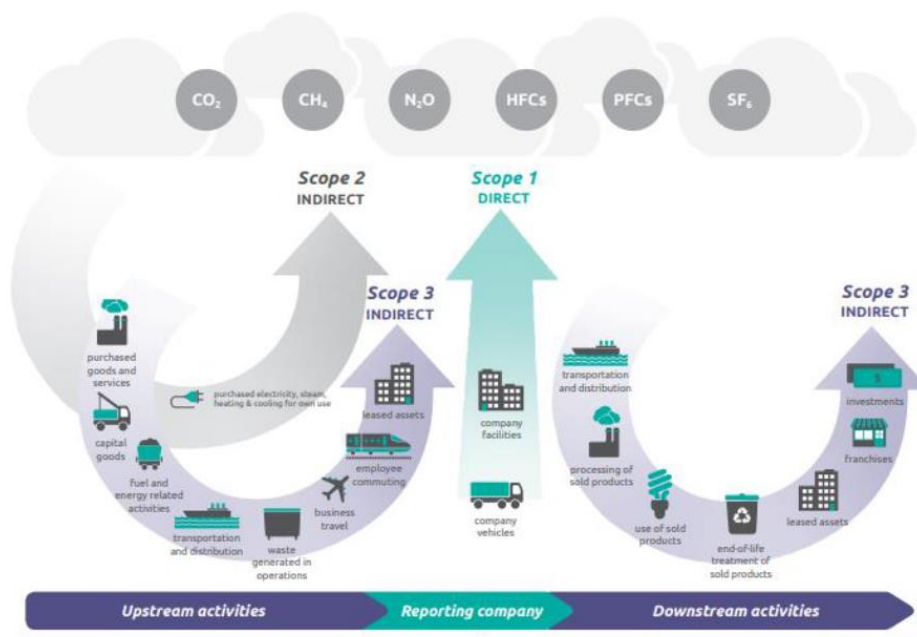 CO₂ CH₄ N₂O HFCs PFCs SF₆
Scope 2
INDIRECT
Scope 1
DIRECT
Scope 3
INDIRECT
Scope 3
INDIRECT
purchased
goods and
services
capital
goods
fuel and
energy related
activities
transportation
and distribution
waste
generated in
operations
business
travel
employee
commuting
leased assets
purchased electricity, steam,
heating & cooling for own use
company
facilities
company
vehicles
transportation
and distribution
processing of
sold products
use of sold
products
end-of-life
treatment of
sold products
leased assets
franchises
$
investments
Upstream activities
Reporting company
Downstream activities